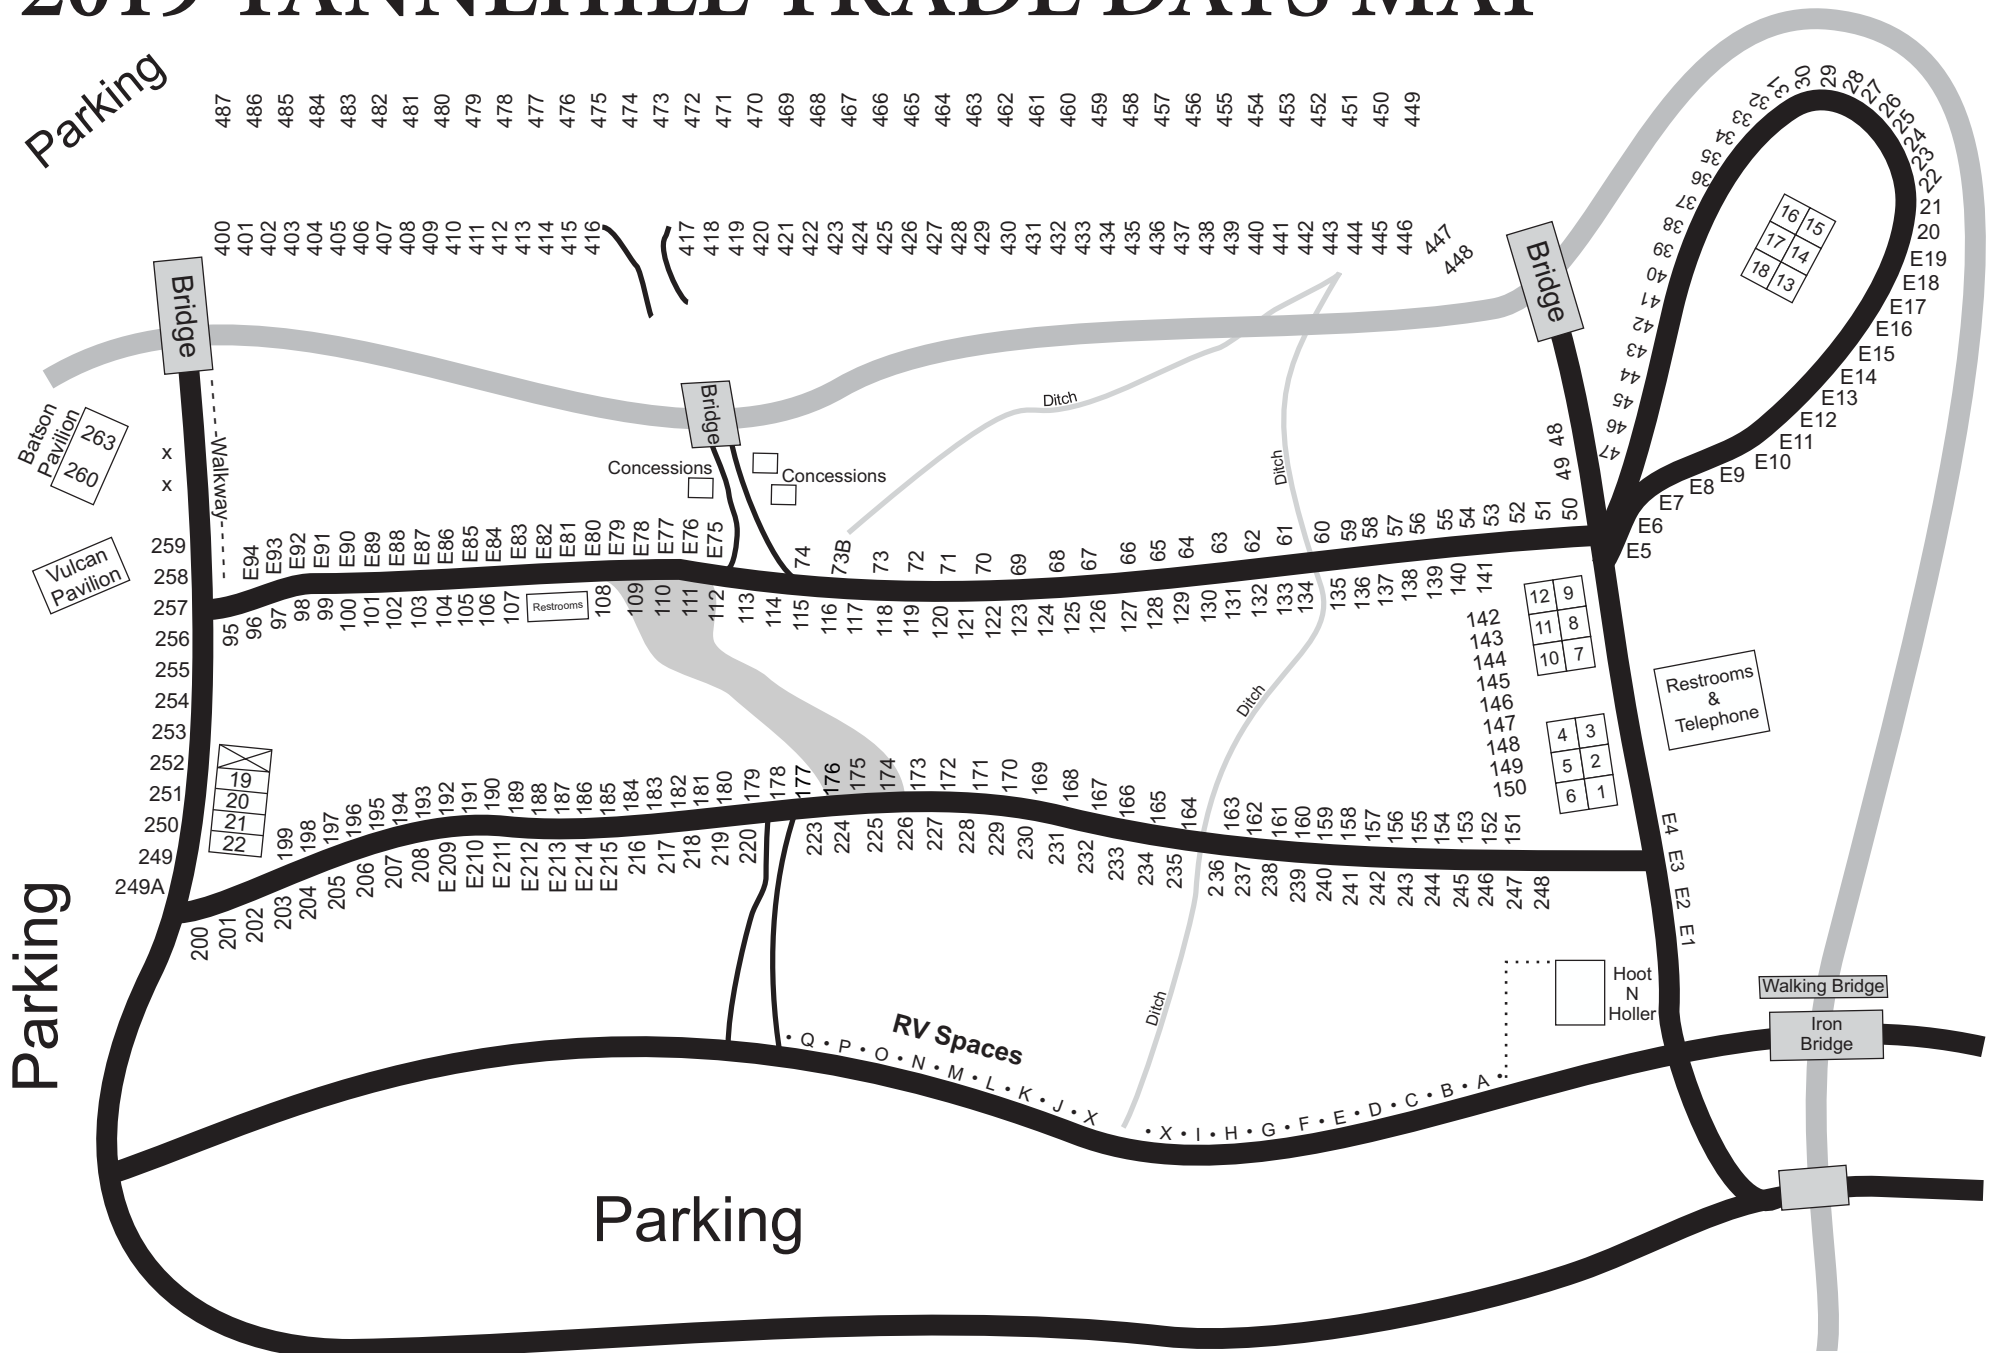 2019 TANNEHILL TRADE DAYS MAP
Parking
487 486 485 484 483 482 481 480 479 478 477 476 475 474 473 472 471 470 469 468 467 466 465 464 463 462 461 460 459 458 457 456 455 454 453 452 451 450 449
400 401 402 403 404 405 406 407 408 409 410 411 412 413 414 415 416
417 418 419 420 421 422 423 424 425 426 427 428 429 430 431 432 433 434 435 436 437 438 439 440 441 442 443 444 445 446 447
448
Bridge
Bridge
Bridge
47 46 45 44 43 42 41 40 39 38 37 36 35 34 33 32 31 30 29 28 27 26 25 24 23 22
21
20
E19
E18
E17
E16
E15
E14
E13
E12
E11
E10
E9
E8
E7
E6
E5
16 15
17 14
18 13
Batson
Pavilion
263
260
x
x
Walkway
Concessions
Concessions
Ditch
Ditch
49 48
Vulcan
Pavilion
259
258
257
256
255
254
253
252
251
250
249
249A
E94 E93 E92 E91 E90 E89 E88 E87 E86 E85 E84 E83 E82 E81 E80 E79 E78 E77 E76 E75
74 73B 73 72 71 70 69 68 67 66 65 64 63 62 61 60 59 58 57 56 55 54 53 52 51 50
95 96 97 98 99 100 101 102 103 104 105 106 107
Restrooms
108 109 110 111 112 113 114 115 116 117 118 119 120 121 122 123 124 125 126 127 128 129 130 131 132 133 134 135 136 137 138 139 140 141
142
143
144
145
146
147
148
149
150
12 9
11 8
10 7
4 3
5 2
6 1
Restrooms
&
Telephone
Ditch
19
20
21
22
199 198 197 196 195 194 193 192 191 190 189 188 187 186 185 184 183 182 181 180 179 178 177 176 175 174 173 172 171 170 169 168 167 166 165 164 163 162 161 160 159 158 157 156 155 154 153 152 151
200 201 202 203 204 205 206 207 208 E 209 E210 E211 E212 E213 E214 E215 216 217 218 219 220
223 224 225 226 227 228 229 230 231 232 233 234 235 236 237 238 239 240 241 242 243 244 245 246 247 248
E4 E3 E2 E1
Parking
Hoot
N
Holler
Walking Bridge
Iron
Bridge
RV Spaces
Ditch
• Q • P • O • N • M • L • K • J • X
• X • I • H • G • F • E • D • C • B • A •
Parking